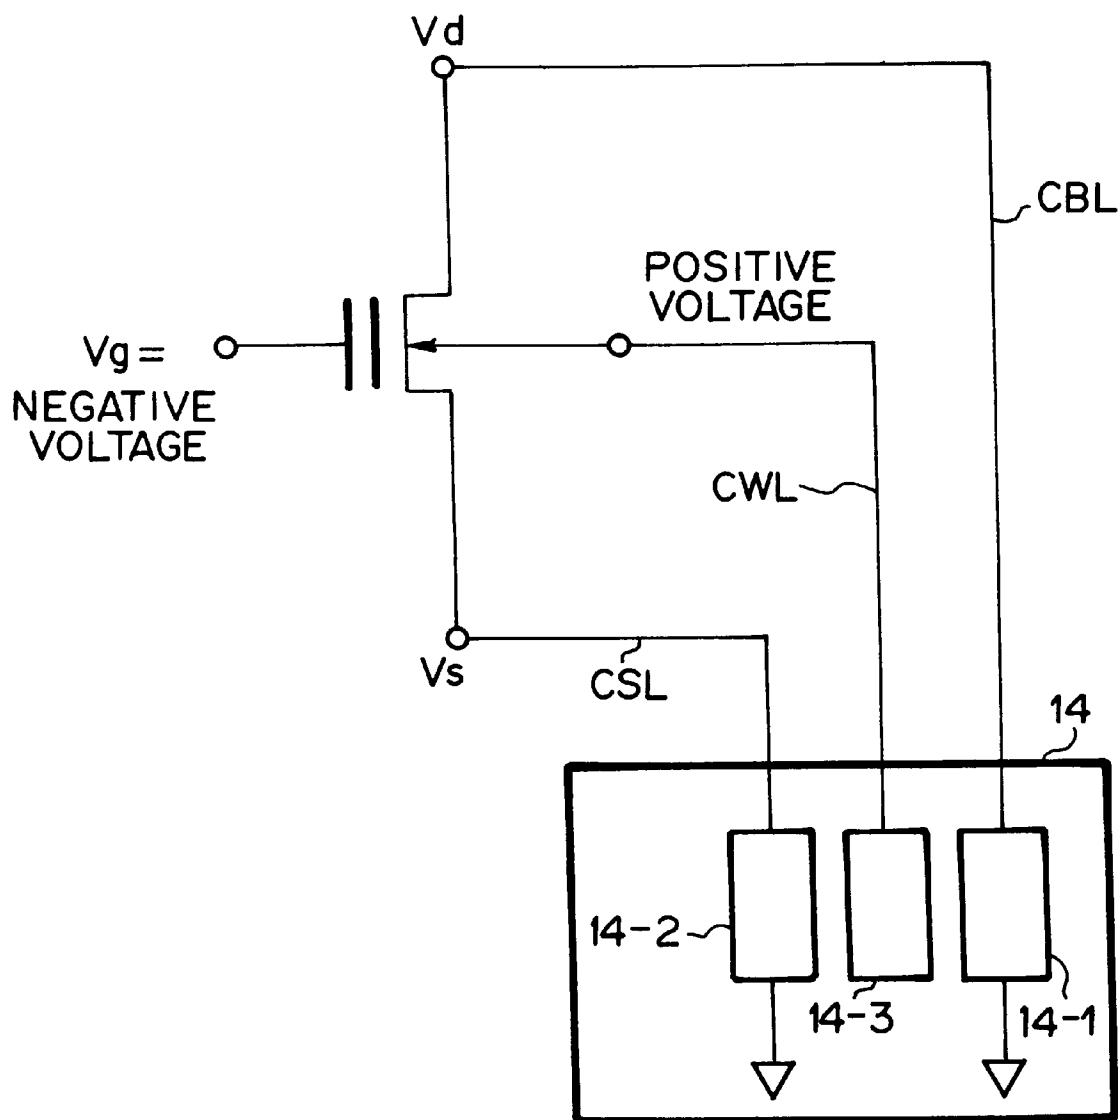 Vd
CBL
POSITIVE
VOLTAGE
Vg=
NEGATIVE
VOLTAGE
CWL
Vs
CSL
14
14-2
14-3
14-1